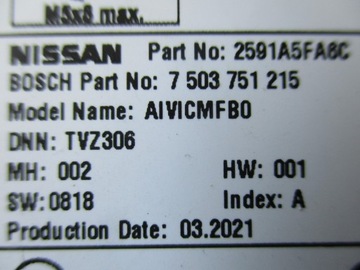 M5x8 max.
NISSAN Part No: 2591A5FA8C
BOSCH Part No: 7 503 751 215
Model Name: AIVICMFB0
DNN: TVZ306
MH: 002 HW: 001
SW:0818 Index: A
Production Date: 03.2021